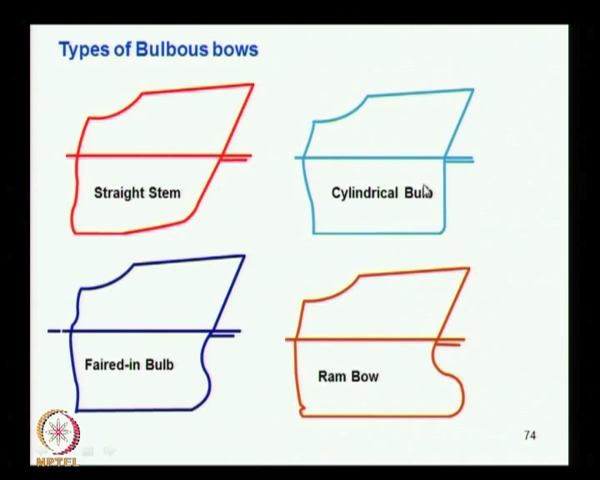 Types of Bulbous bows
Straight Stem
Cylindrical Bulb
Faired-in Bulb
Ram Bow
74
NPTEL